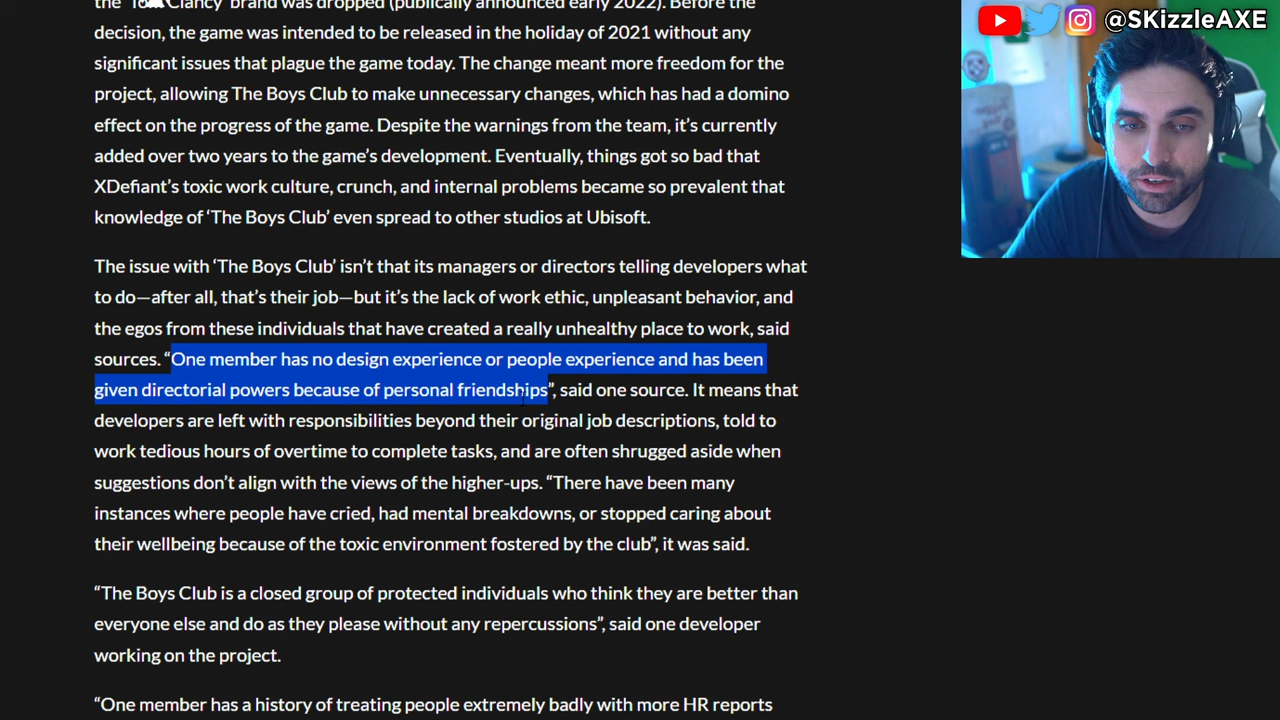 @SKizzleAXE
the 'Tom Clancy' brand was dropped (publically announced early 2022). Before the
decision, the game was intended to be released in the holiday of 2021 without any
significant issues that plague the game today. The change meant more freedom for the
project, allowing The Boys Club to make unnecessary changes, which has had a domino
effect on the progress of the game. Despite the warnings from the team, it's currently
added over two years to the game's development. Eventually, things got so bad that
XDefiant's toxic work culture, crunch, and internal problems became so prevalent that
knowledge of 'The Boys Club' even spread to other studios at Ubisoft.
The issue with 'The Boys Club' isn't that its managers or directors telling developers what
to do—after all, that's their job—but it's the lack of work ethic, unpleasant behavior, and
the egos from these individuals that have created a really unhealthy place to work, said
sources. “One member has no design experience or people experience and has been
given directorial powers because of personal friendships”, said one source. It means that
developers are left with responsibilities beyond their original job descriptions, told to
work tedious hours of overtime to complete tasks, and are often shrugged aside when
suggestions don't align with the views of the higher-ups. “There have been many
instances where people have cried, had mental breakdowns, or stopped caring about
their wellbeing because of the toxic environment fostered by the club”, it was said.
“The Boys Club is a closed group of protected individuals who think they are better than
everyone else and do as they please without any repercussions”, said one developer
working on the project.
“One member has a history of treating people extremely badly with more HR reports